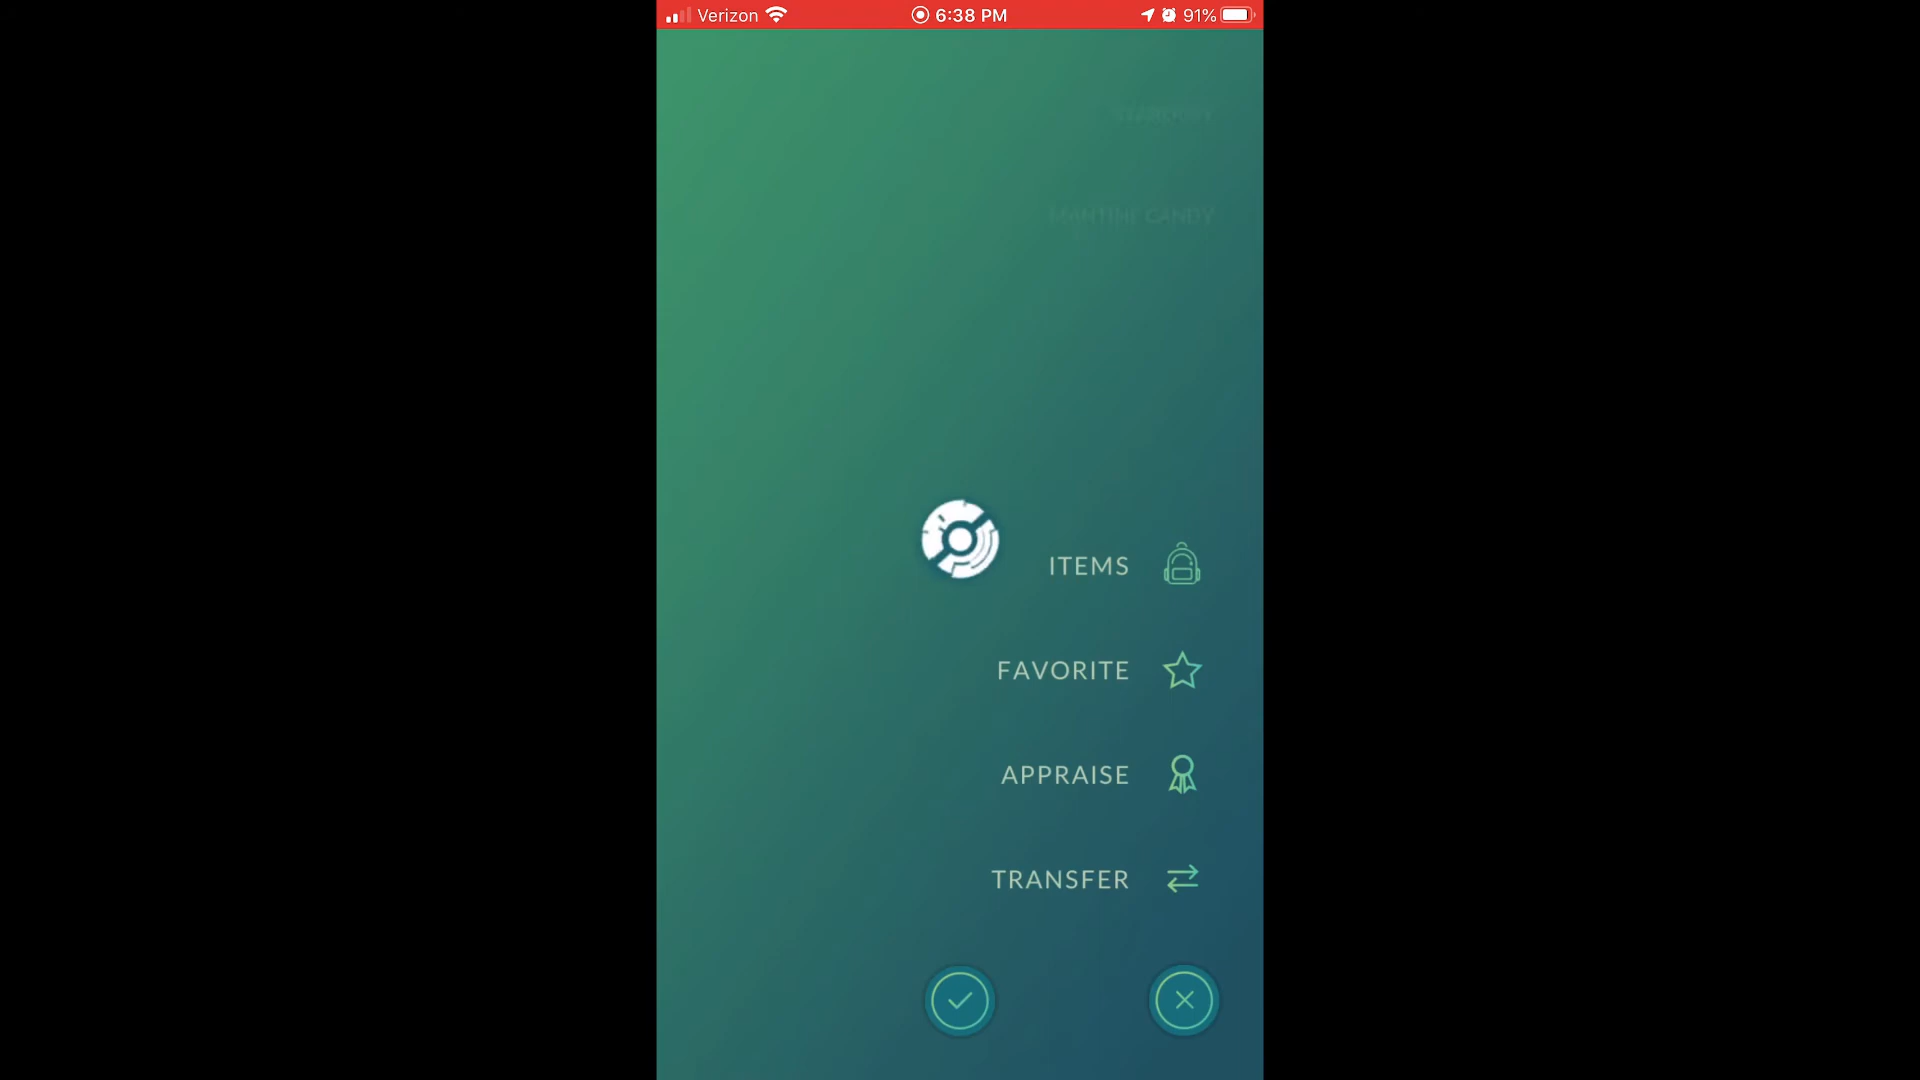 Verizon 6:38 PM 91%
ITEMS
FAVORITE
APPRAISE
TRANSFER